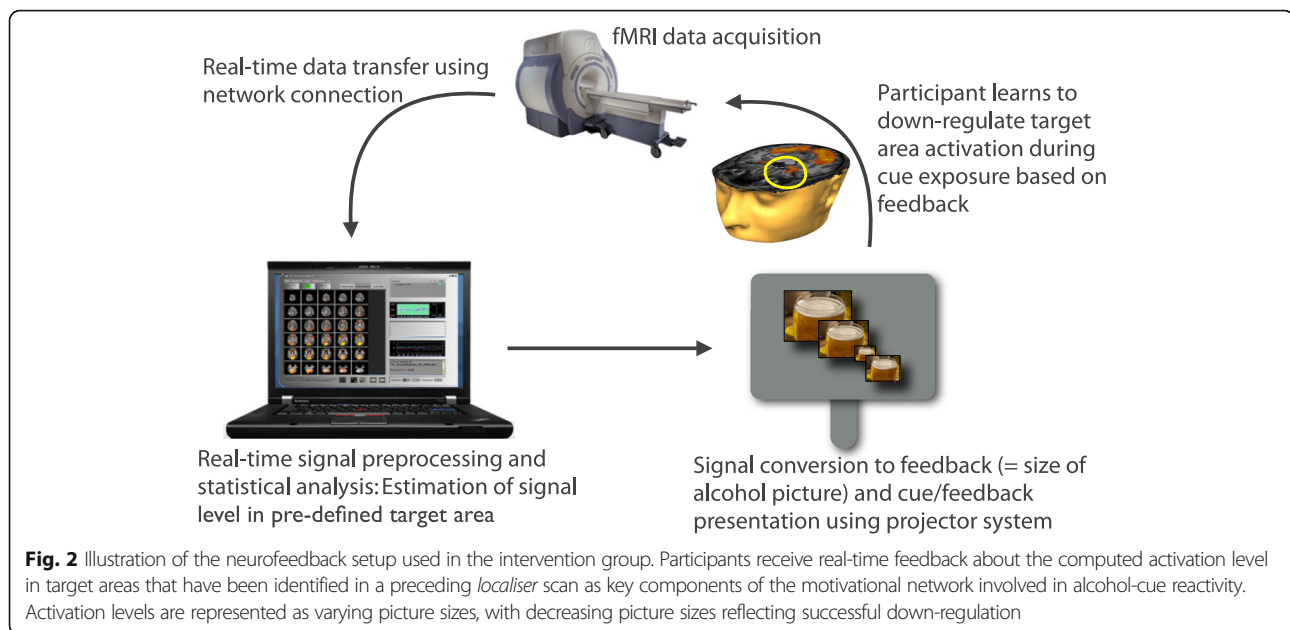 fMRI data acquisition
Real-time data transfer using
network connection
Participant learns to
down-regulate target
area activation during
cue exposure based on
feedback
Real-time signal preprocessing and
statistical analysis: Estimation of signal
level in pre-defined target area
Signal conversion to feedback (= size of
alcohol picture) and cue/feedback
presentation using projector system
Fig. 2 Illustration of the neurofeedback setup used in the intervention group. Participants receive real-time feedback about the computed activation level
in target areas that have been identified in a preceding localiser scan as key components of the motivational network involved in alcohol-cue reactivity.
Activation levels are represented as varying picture sizes, with decreasing picture sizes reflecting successful down-regulation